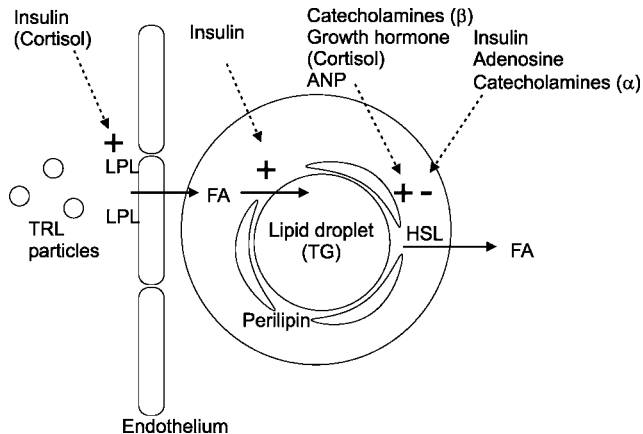 Insulin
(Cortisol)
Insulin
Catecholamines (β)
Growth hormone
(Cortisol)
ANP
Insulin
Adenosine
Catecholamines (α)
+
LPL
LPL
TRL
particles
FA
+
Lipid droplet
(TG)
+ -
HSL
FA
Perilipin
Endothelium